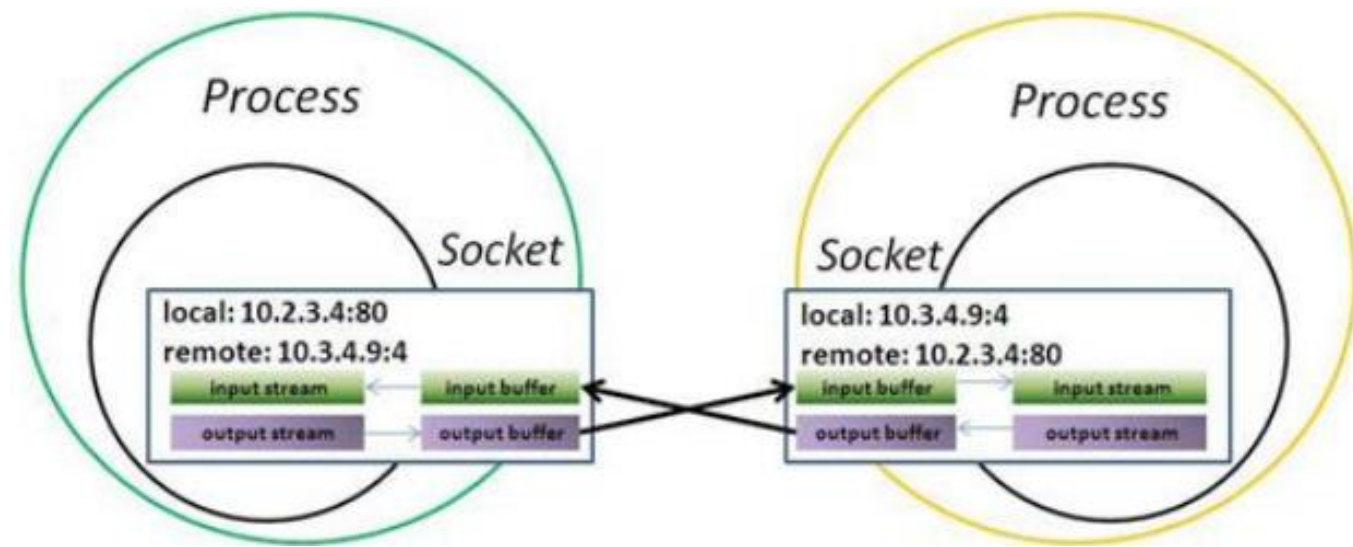 Process
Socket
local: 10.2.3.4:80
remote: 10.3.4.9:4
input stream input buffer
output stream output buffer
Process
Socket
local: 10.3.4.9:4
remote: 10.2.3.4:80
input buffer input stream
output buffer output stream